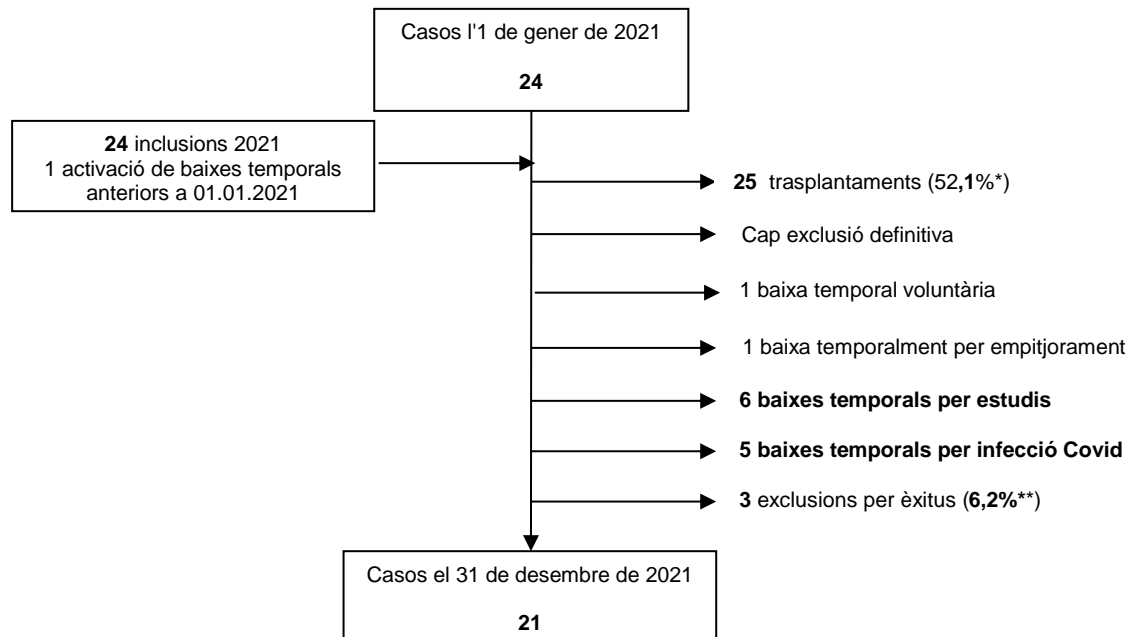 Casos l'1 de gener de 2021
24
24 inclusions 2021
1 activació de baixes temporals
anteriors a 01.01.2021
25 trasplantaments (52,1%*)
Cap exclusió definitiva
1 baixa temporal voluntària
1 baixa temporalment per empitjorament
6 baixes temporals per estudis
5 baixes temporals per infecció Covid
3 exclusions per èxitus (6,2%**)
Casos el 31 de desembre de 2021
21